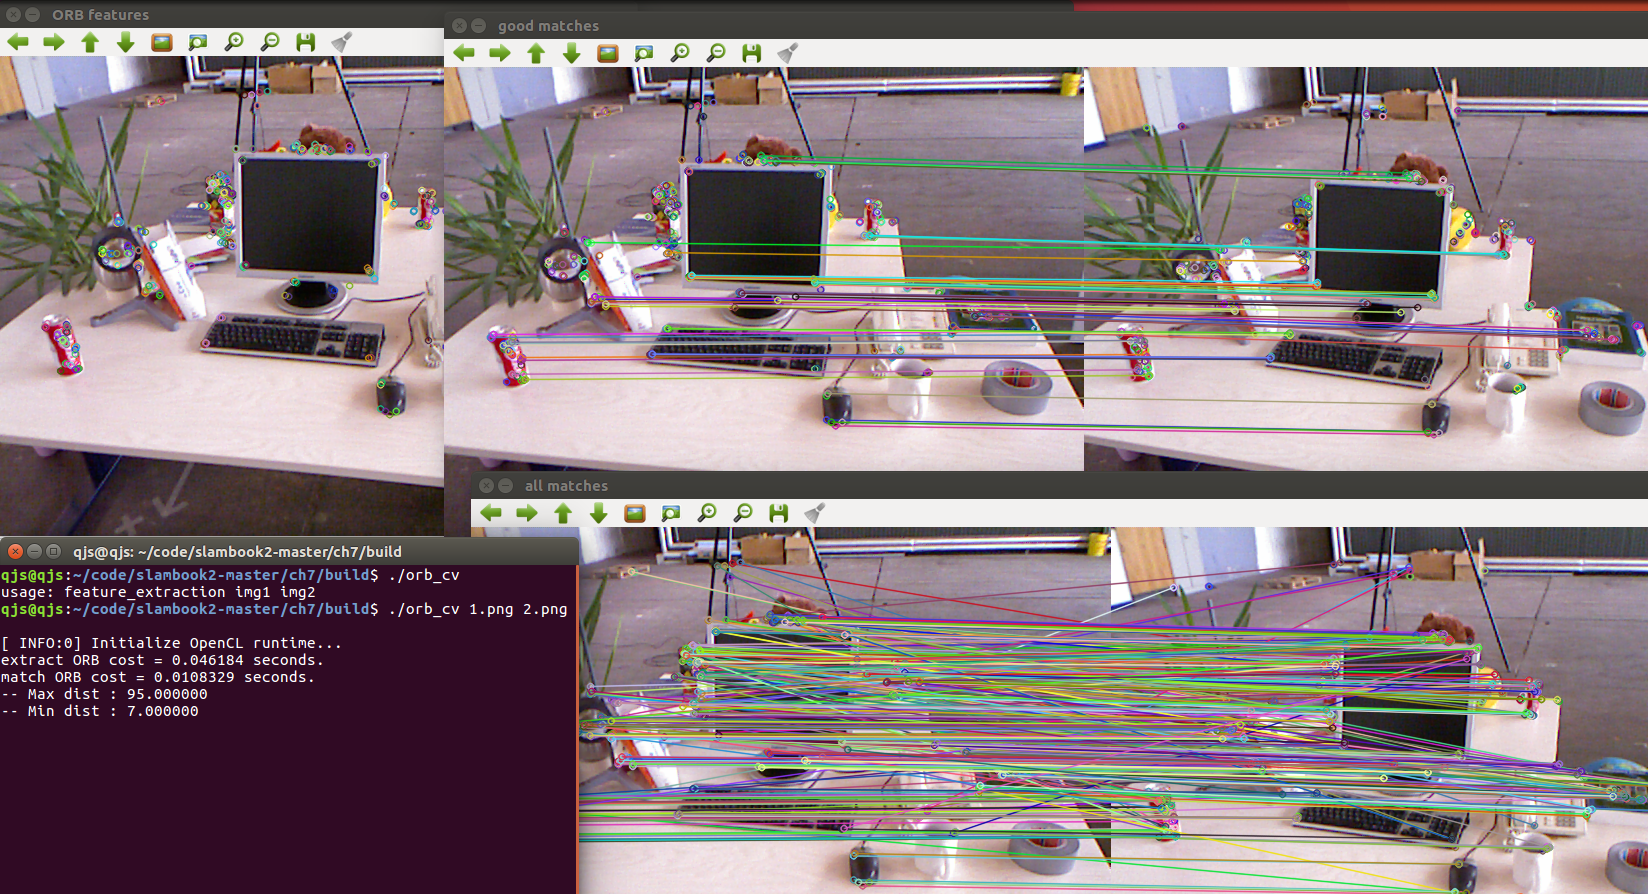 ORB features
good matches
all matches
qjs@qjs: ~/code/slambook2-master/ch7/build
qjs@qjs:~/code/slambook2-master/ch7/build$ ./orb_cv
usage: feature_extraction img1 img2
qjs@qjs:~/code/slambook2-master/ch7/build$ ./orb_cv 1.png 2.png
[ INFO:0] Initialize OpenCL runtime...
extract ORB cost = 0.046184 seconds.
match ORB cost = 0.0108329 seconds.
-- Max dist : 95.000000
-- Min dist : 7.000000